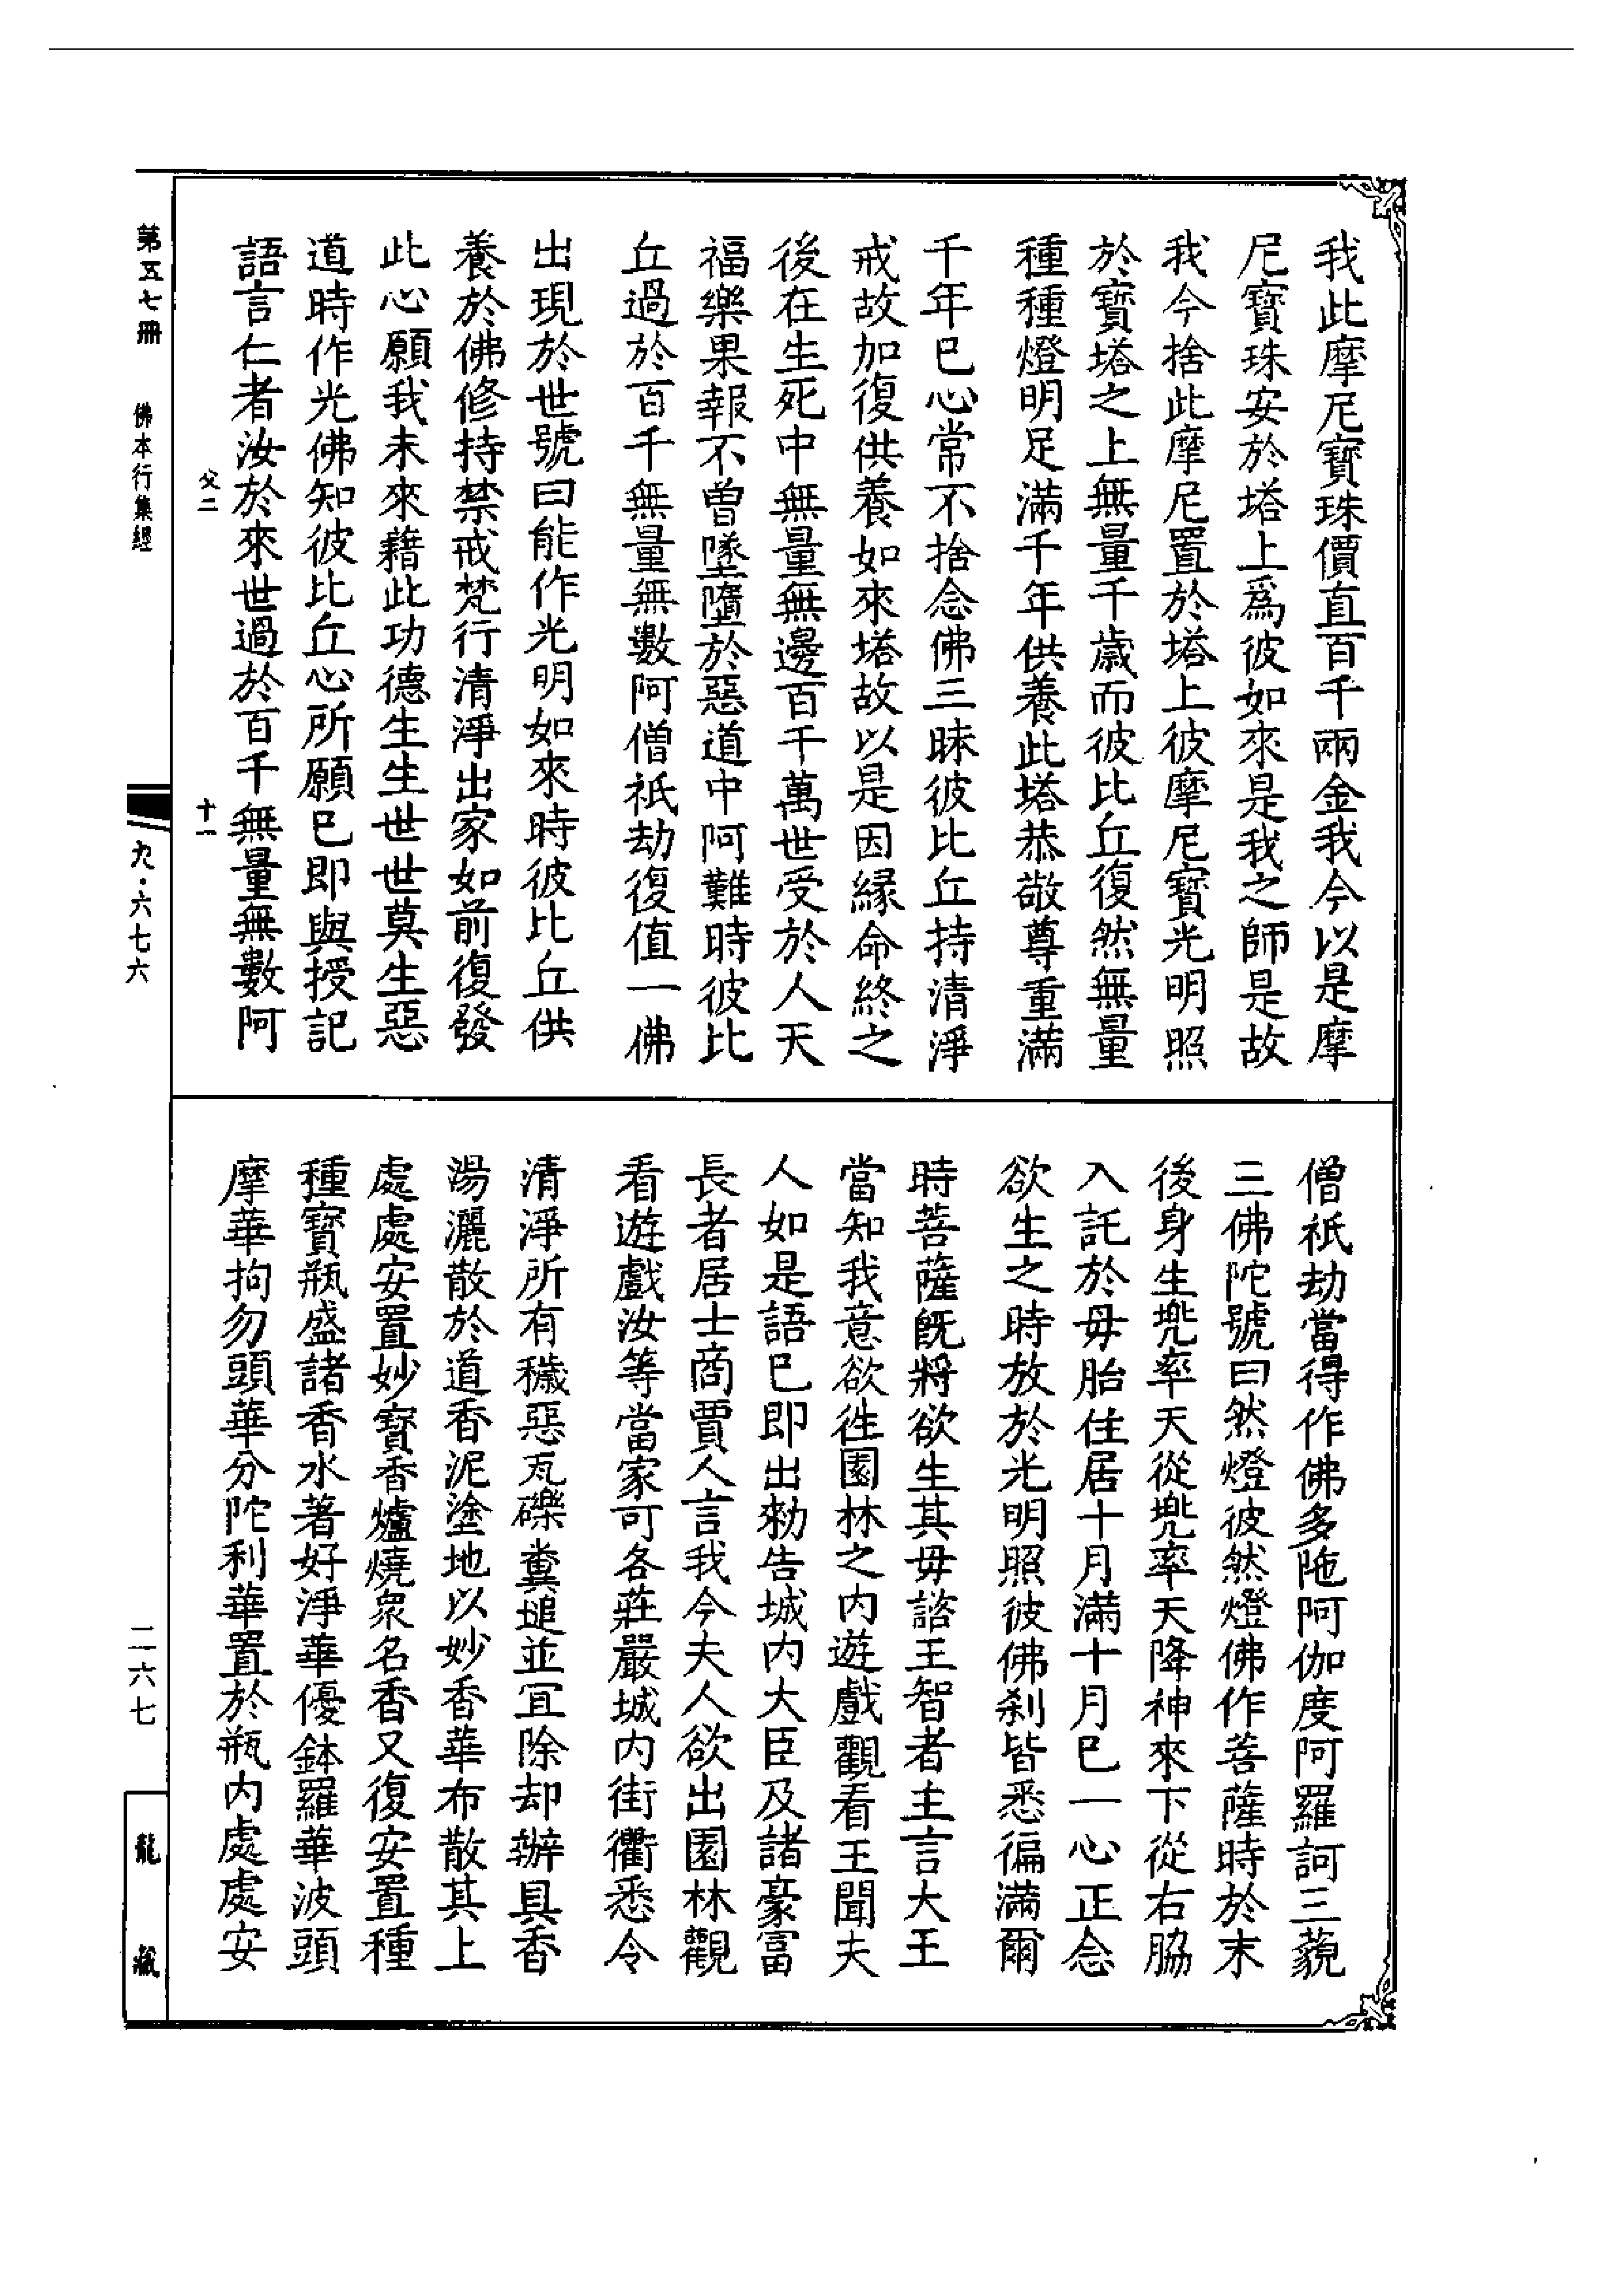 我此摩尼寶珠價直百千兩金我今以是摩
尼寶珠安於塔上爲彼如來是我之師是故
我今捨此摩尼置於塔上彼摩尼寶光明照
於寶塔之上無量千歲而彼比丘復然無量
種種燈明足滿千年供養此塔恭敬尊重滿
千年已心常不捨念佛三昧彼比丘持清淨
戒故加復供養如來塔故以是因縁命終之
後在生死中無量無邊百千萬世受於人天
福樂果報不曽墜墮於惡道中阿難時彼比
丘過於百千無量無數阿僧祇劫復值一佛
出現於世號曰能作光明如來時彼比丘供
養於佛修持禁戒梵行清淨出家如前復發
此心願我未來藉此功德生生世世莫生惡
道時作光佛知彼比丘心所願已即與授記
語言仁者汝於來世過於百千無量無數阿
僧祇劫當得作佛多陁阿伽度阿羅訶三藐
三佛陀號曰然燈彼然燈佛作菩薩時於末
後身生兠率天從兠率天降神來下從右脇
入託於母胎住居十月滿十月已一心正念
欲生之時放於光明照彼佛刹皆悉徧滿爾
時菩薩旣將欲生其母諮王智者主言大王
當知我意欲徃園林之内遊戲觀看王聞夫
人如是語已即出勑告城内大臣及諸豪富
長者居士商賈人言我今夫人欲出園林觀
看遊戲汝等當家可各莊嚴城内街衢悉令
清淨所有穢惡瓦礫糞塠並冝除却辦具香
湯灑散於道香泥塗地以妙香華布散其上
處處安置妙寶香爐燒衆名香又復安置種
種寶瓶盛諸香水著好淨華優鉢羅華波頭
摩華拘勿頭華分陀利華置於瓶内處處安
父二
十一
第五七冊
佛本行集經
九·六七六
二六七
龍藏